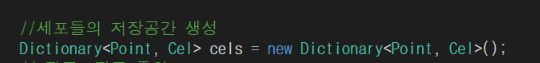 //세포들의 저장공간 생성
Dictionary<Point, Cel> cels = new Dictionary<Point, Cel>();